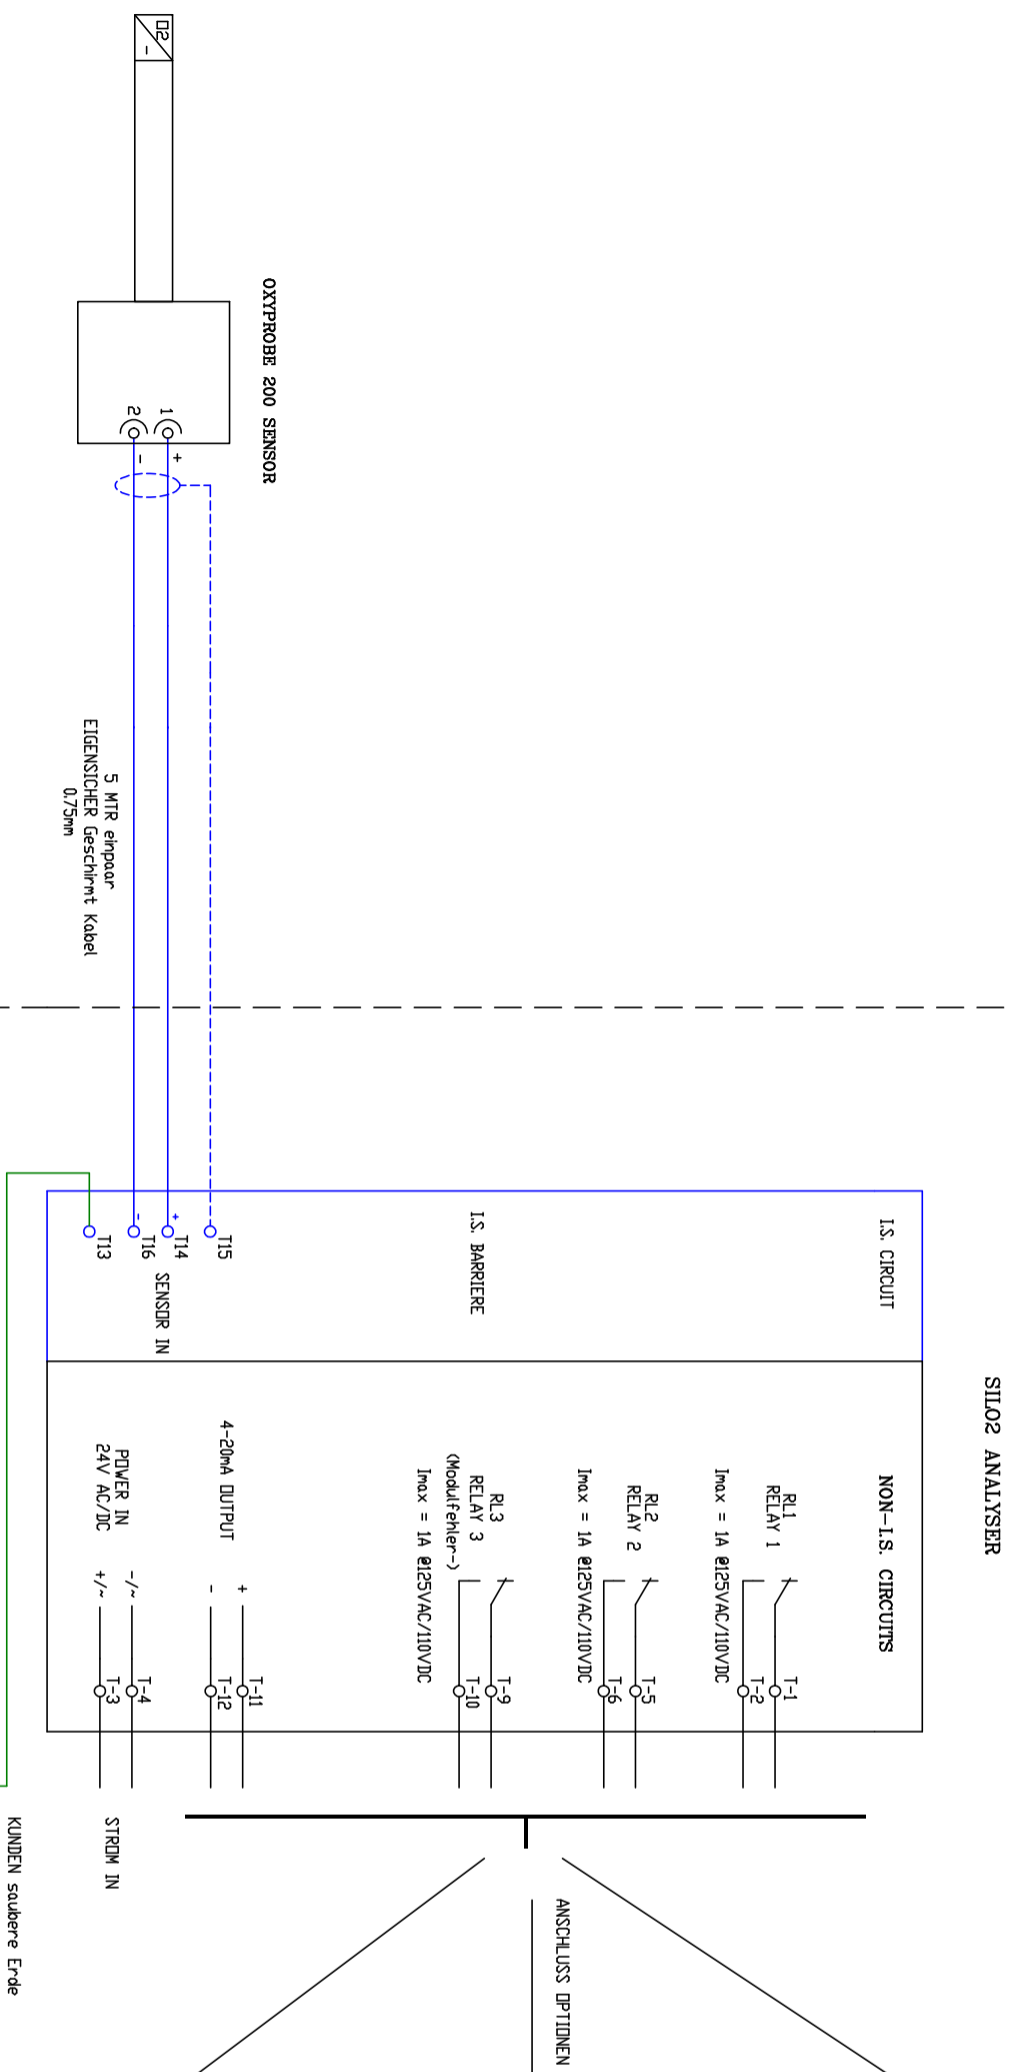 SILO2 ANALYSER
I.S. CIRCUIT
NON-I.S. CIRCUITS
RL1
RELAY 1
T-1
T-2
Imax = 1A @125VAC/110VDC
RL2
RELAY 2
T-5
T-6
Imax = 1A @125VAC/110VDC
ANSCHLUSS OPTIONEN
I.S. BARRIERE
RL3
RELAY 3
(Modulfehler-)
T-9
T-10
Imax = 1A @125VAC/110VDC
OXYPROBE 200 SENSOR
4-20mA OUTPUT
+
T-11
-
T-12
T15
O2
-
1
+
+
T14
2
-
-
T16
SENSOR IN
T13
5 MTR einpaar
EIGENSICHER Geschirmt Kabel
0.75mm
POWER IN
24V AC/DC
-/~
T-4
+/~
T-3
STROM IN
KUNDEN saubere Erde